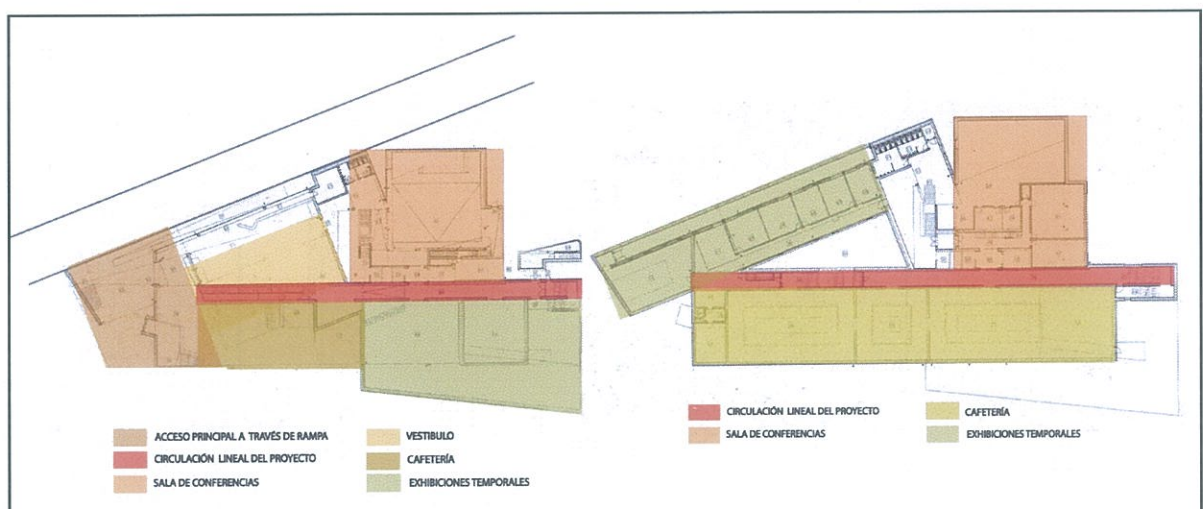 ACCESO PRINCIPAL A TRAVÉS DE RAMPA
CIRCULACIÓN LINEAL DEL PROYECTO
SALA DE CONFERENCIAS
VESTIBULO
CAFETERÍA
EXHIBICIONES TEMPORALES
CIRCULACIÓN LINEAL DEL PROYECTO
SALA DE CONFERENCIAS
CAFETERÍA
EXHIBICIONES TEMPORALES